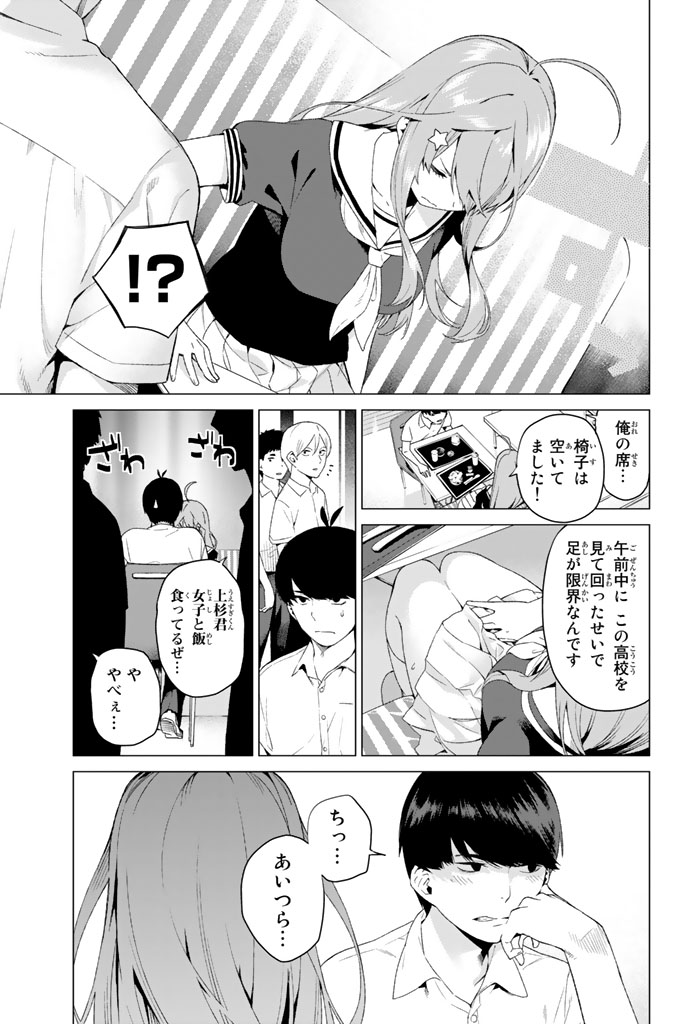 !?
俺の席…
椅子は
空いて
ました!
午前中に この高校を
見て回ったせいで
足が限界なんです
ざわ
ざわ
上杉君
女子と飯
食ってるぜ…
や
やべぇ…
ちっ…
あいつら…